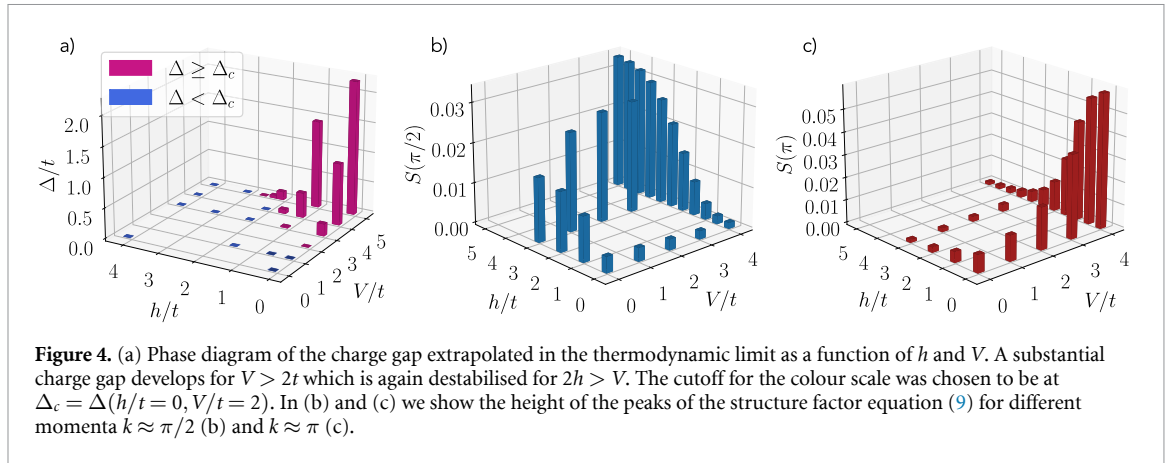 a)
Δ ≥ Δc
Δ < Δc
Δ/t
2.0
1.5
1.0
0.5
0.0
4
3
2
1
0
h/t
0
1
2
3
4
5
V/t
b)
S(π/2)
0.03
0.02
0.01
0.00
5
4
3
2
1
0
h/t
0
1
2
3
4
V/t
c)
S(π)
0.05
0.04
0.03
0.02
0.01
0.00
5
4
3
2
1
0
h/t
0
1
2
3
4
V/t
Figure 4. (a) Phase diagram of the charge gap extrapolated in the thermodynamic limit as a function of h and V. A substantial
charge gap develops for V > 2t which is again destabilised for 2h > V. The cutoff for the colour scale was chosen to be at
Δc = Δ(h/t = 0, V/t = 2). In (b) and (c) we show the height of the peaks of the structure factor equation (9) for different
momenta k ≈ π/2 (b) and k ≈ π (c).